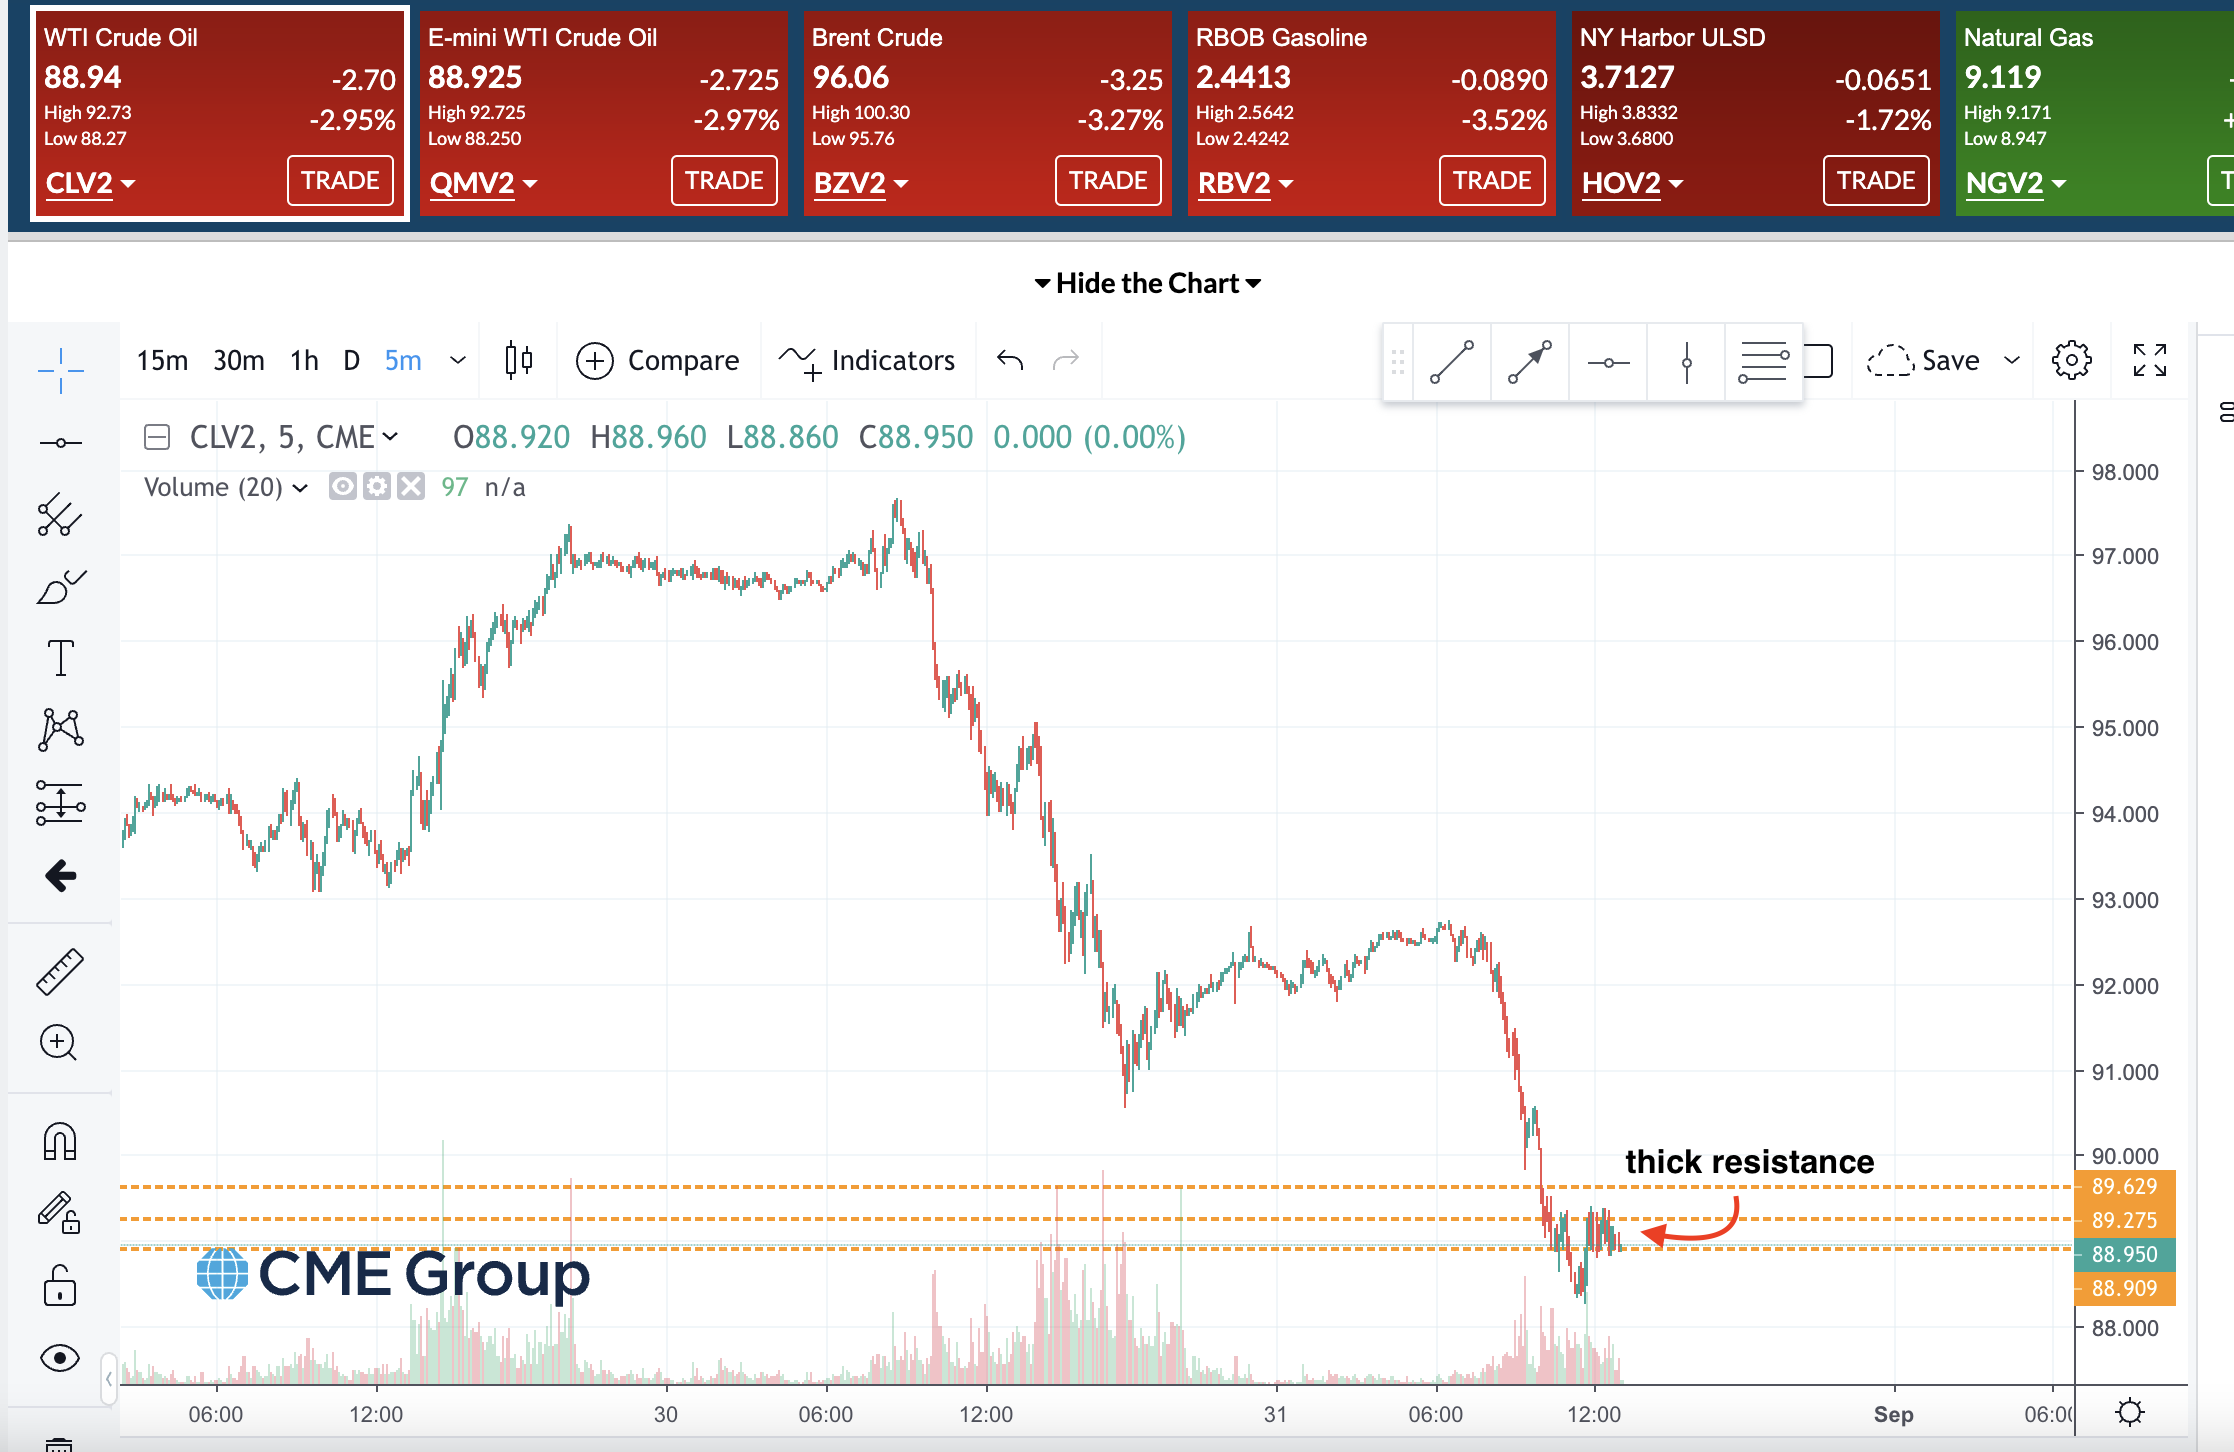 WTI Crude Oil
88.94 -2.70
High 92.73
-2.95%
Low 88.27
CLV2 TRADE
E-mini WTI Crude Oil
88.925 -2.725
High 92.725
-2.97%
Low 88.250
QMV2 TRADE
Brent Crude
96.06 -3.25
High 100.30
-3.27%
Low 95.76
BZV2 TRADE
RBOB Gasoline
2.4413 -0.0890
High 2.5642
-3.52%
Low 2.4242
RBV2 TRADE
NY Harbor ULSD
3.7127 -0.0651
High 3.8332
-1.72%
Low 3.6800
HOV2 TRADE
Natural Gas
9.119
High 9.171
Low 8.947
NGV2 T
Hide the Chart
15m 30m 1h D 5m Compare Indicators Save
CLV2, 5, CME O88.920 H88.960 L88.860 C88.950 0.000 (0.00%)
Volume (20) 97 n/a
98.000
97.000
96.000
95.000
94.000
93.000
92.000
91.000
90.000
thick resistance
89.629
89.275
88.950
88.909
88.000
CME Group
06:00 12:00 30 06:00 12:00 31 06:00 12:00 Sep 06:00